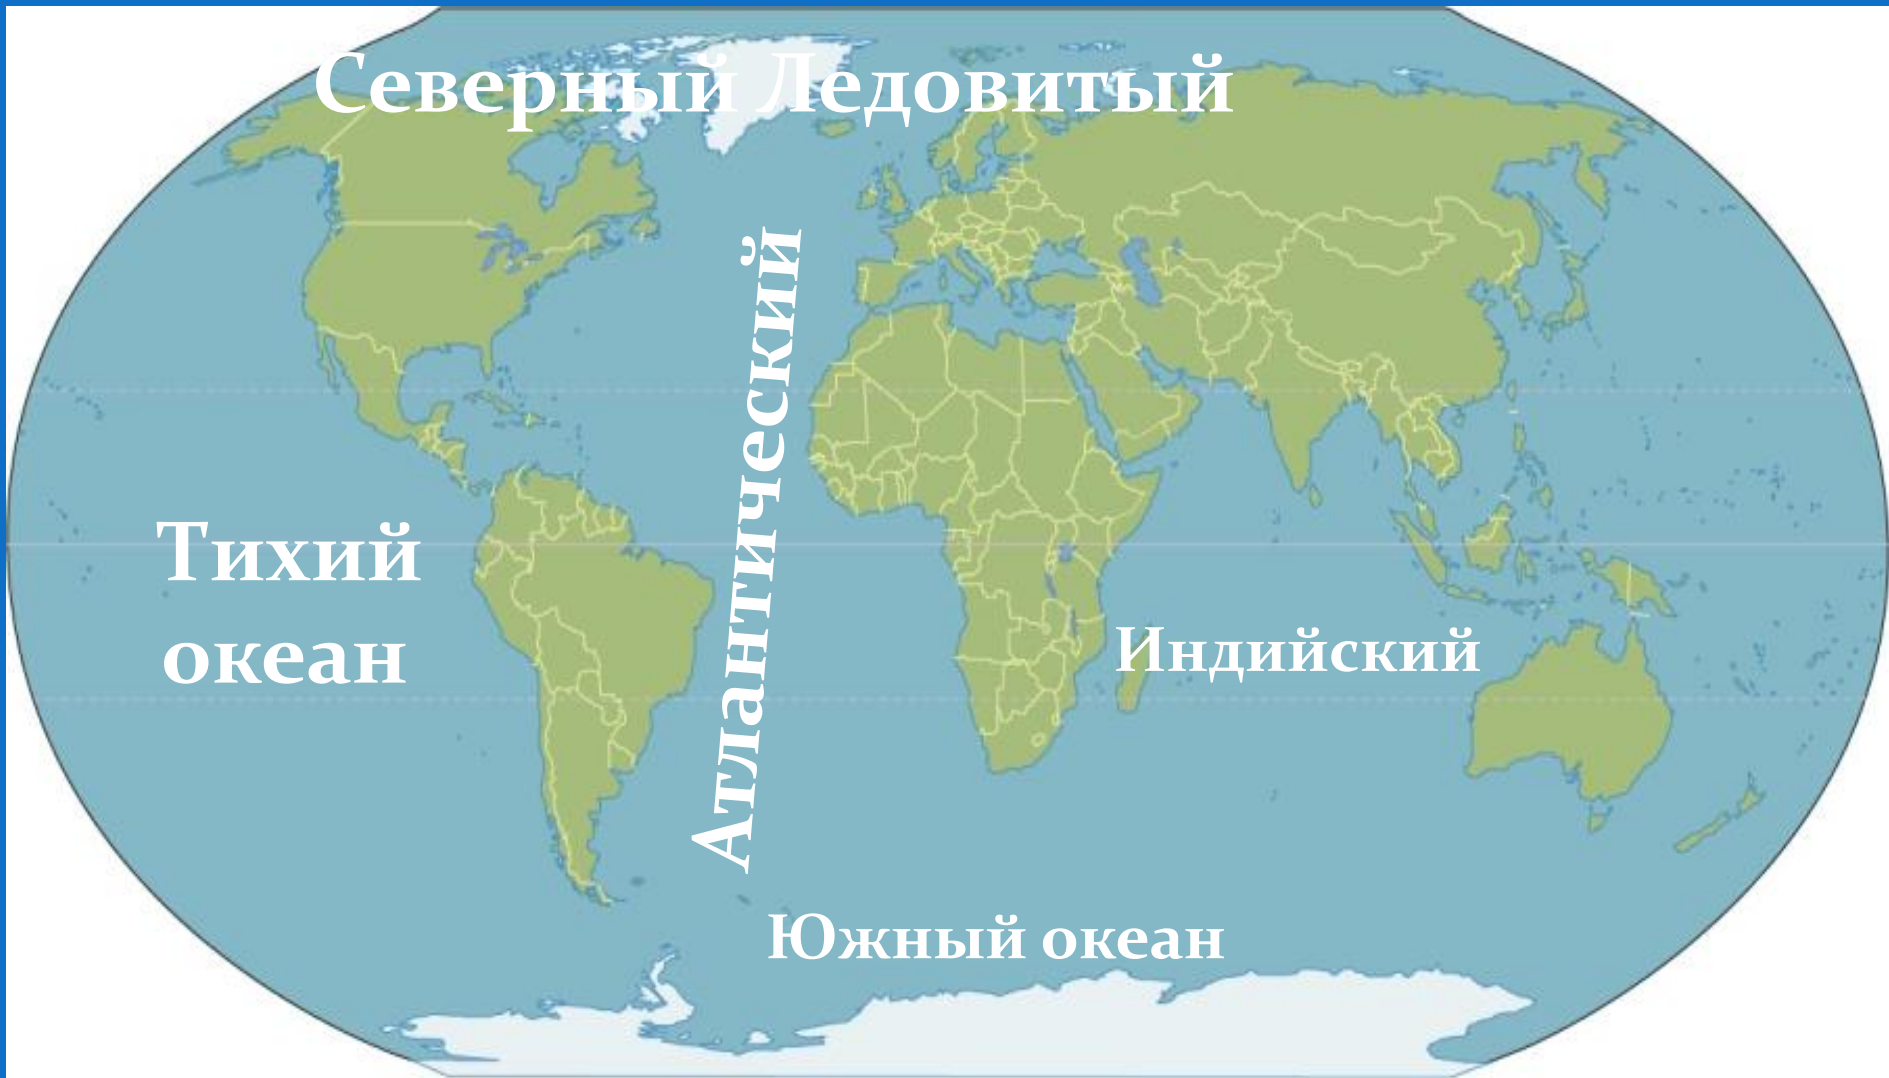 Северный Ледовитый
Атлантический
Тихий
океан
Индийский
Южный океан